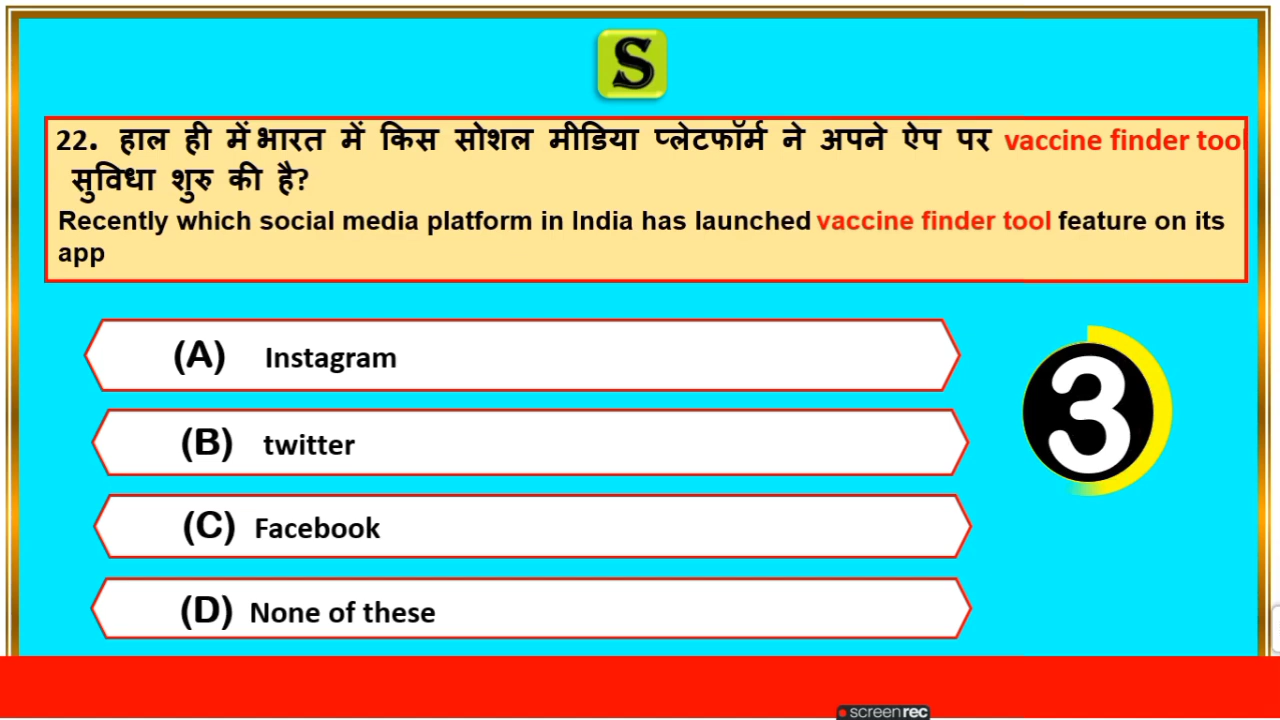 S
22. हाल ही में भारत में किस सोशल मीडिया प्लेटफॉर्म ने अपने ऐप पर vaccine finder tool
सुविधा शुरु की है?
Recently which social media platform in India has launched vaccine finder tool feature on its
app
(A) Instagram
3
(B) twitter
(C) Facebook
(D) None of these
screenrec